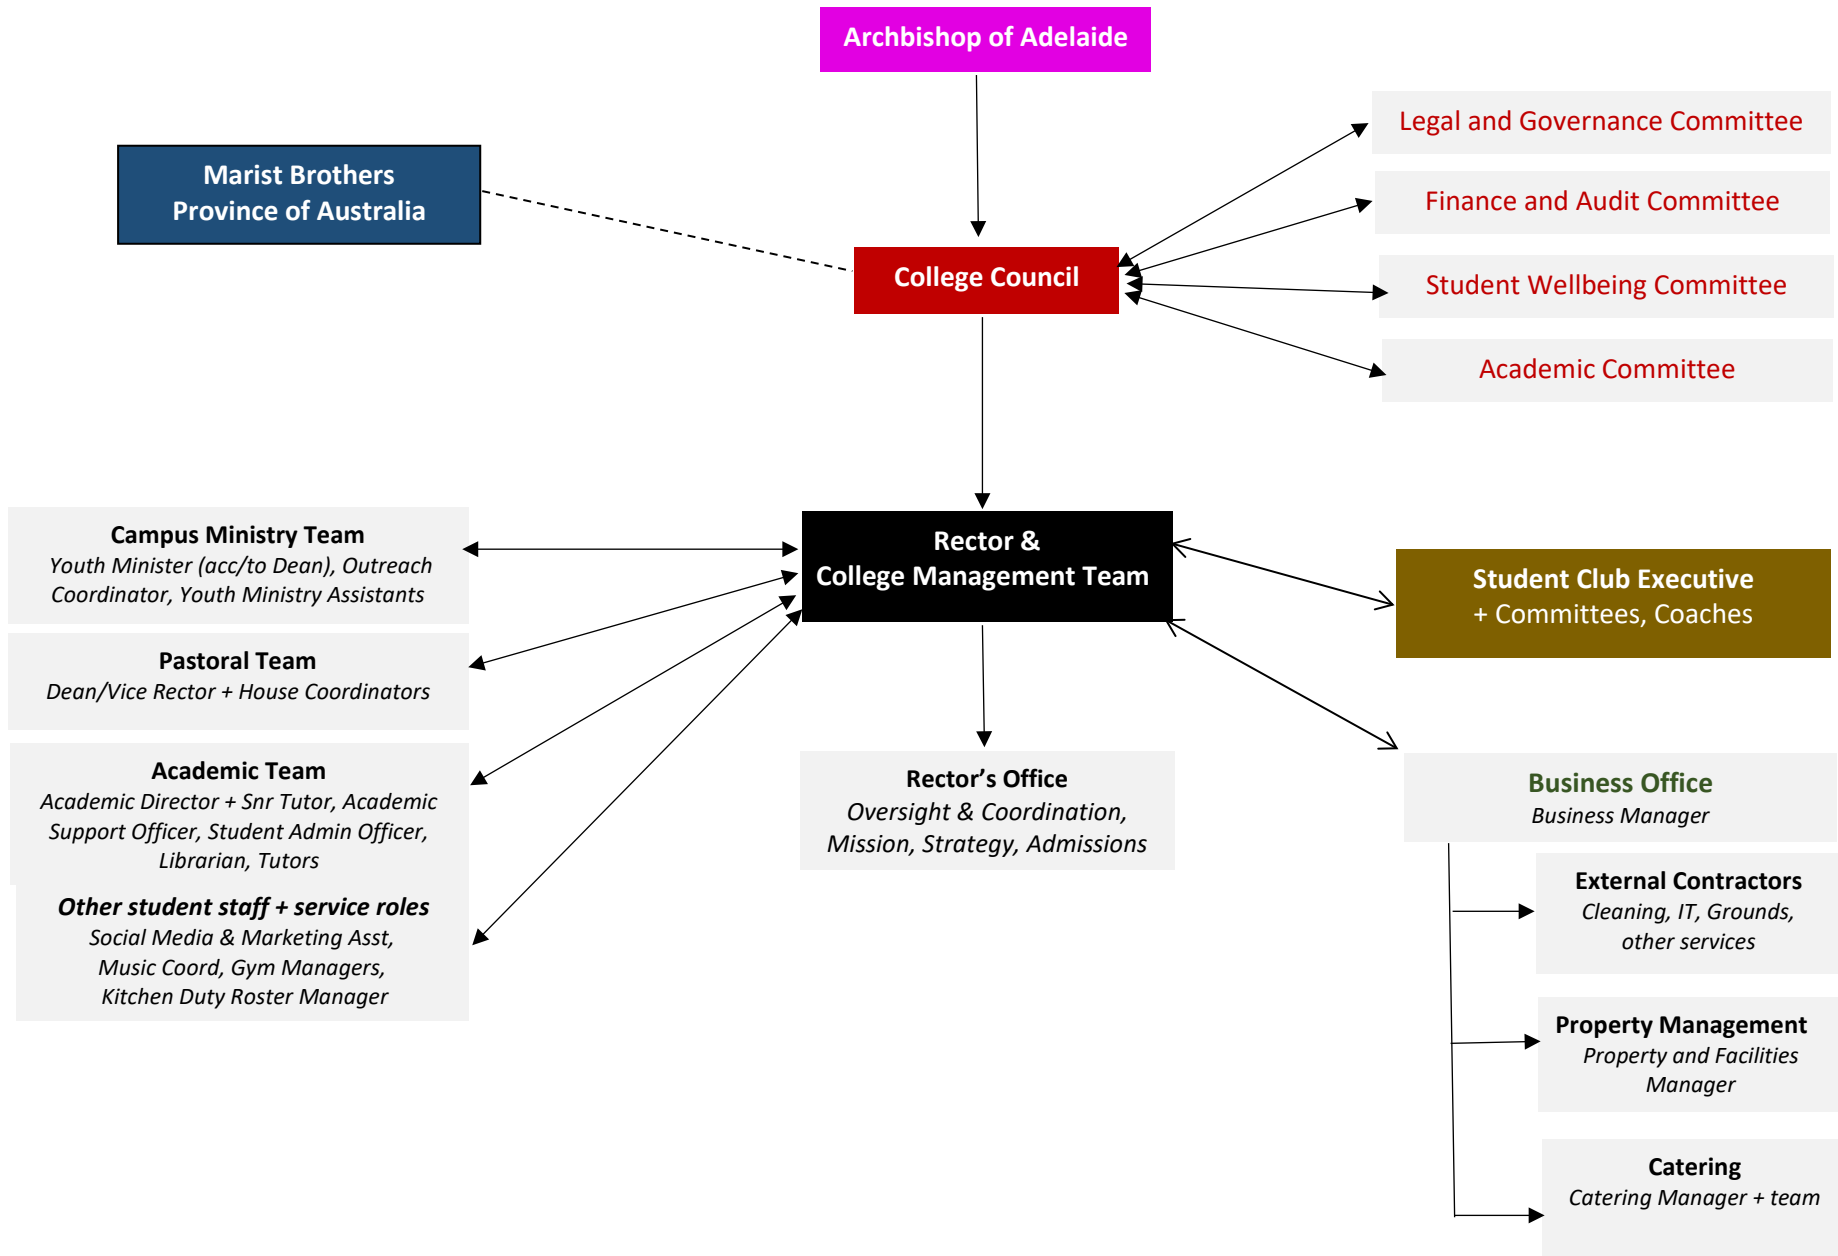 Archbishop of Adelaide
Legal and Governance Committee
Marist Brothers
Province of Australia
Finance and Audit Committee
College Council
Student Wellbeing Committee
Academic Committee
Campus Ministry Team
Youth Minister (acc/to Dean), Outreach
Coordinator, Youth Ministry Assistants
Rector &
College Management Team
Student Club Executive
+ Committees, Coaches
Pastoral Team
Dean/Vice Rector + House Coordinators
Academic Team
Academic Director + Snr Tutor, Academic
Support Officer, Student Admin Officer,
Librarian, Tutors
Rector’s Office
Oversight & Coordination,
Mission, Strategy, Admissions
Business Office
Business Manager
Other student staff + service roles
Social Media & Marketing Asst,
Music Coord, Gym Managers,
Kitchen Duty Roster Manager
External Contractors
Cleaning, IT, Grounds,
other services
Property Management
Property and Facilities
Manager
Catering
Catering Manager + team